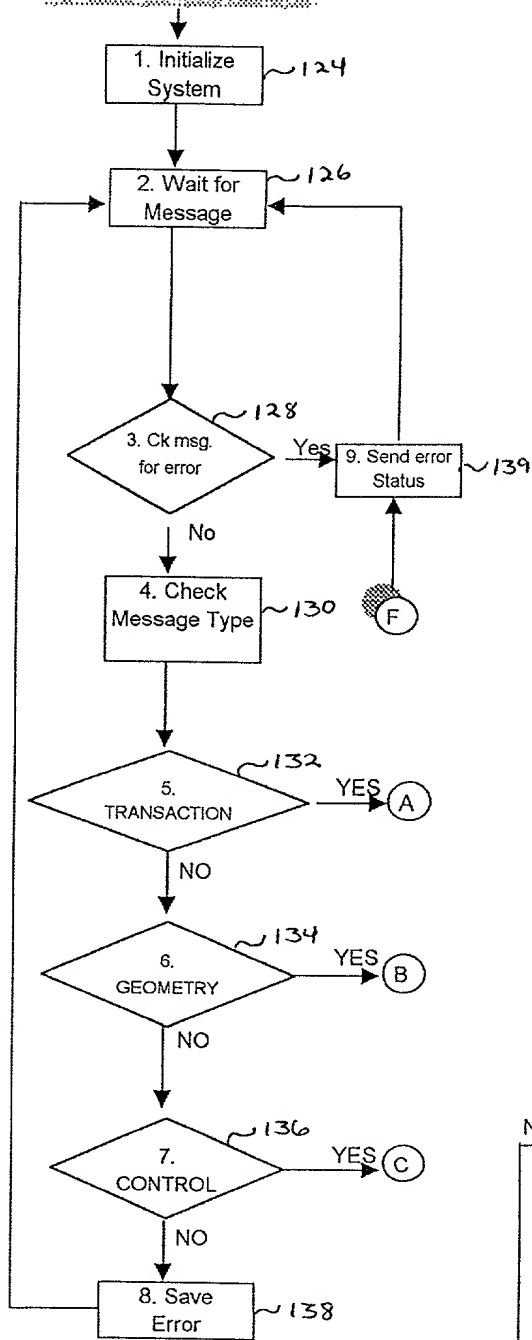 1. Initialize
System
124
2. Wait for
Message
126
3. Ck msg.
for error
128
Yes
9. Send error
Status
139
No
F
4. Check
Message Type
130
5.
TRANSACTION
132
YES
A
NO
6.
GEOMETRY
134
YES
B
NO
7.
CONTROL
136
YES
C
NO
8. Save
Error
138